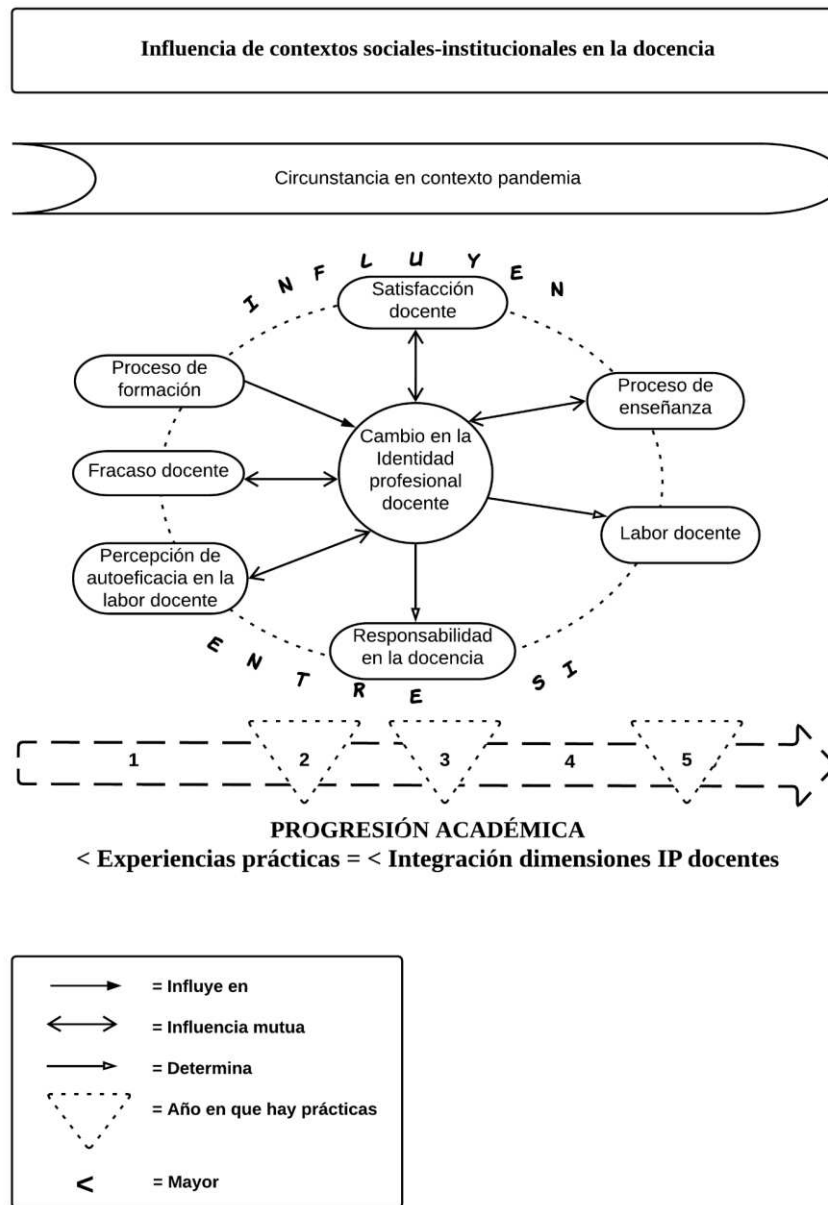 Influencia de contextos sociales-institucionales en la docencia
Circunstancia en contexto pandemia
INFLUYEN
Satisfacción
docente
Proceso de
formación
Proceso de
enseñanza
Cambio en la
Identidad
profesional
docente
Fracaso docente
Labor docente
Percepción de
autoeficacia en la
labor docente
Responsabilidad
en la docencia
ENTRE SI
1 2 3 4 5
PROGRESIÓN ACADÉMICA
< Experiencias prácticas = < Integración dimensiones IP docentes
= Influye en
= Influencia mutua
= Determina
= Año en que hay prácticas
< = Mayor